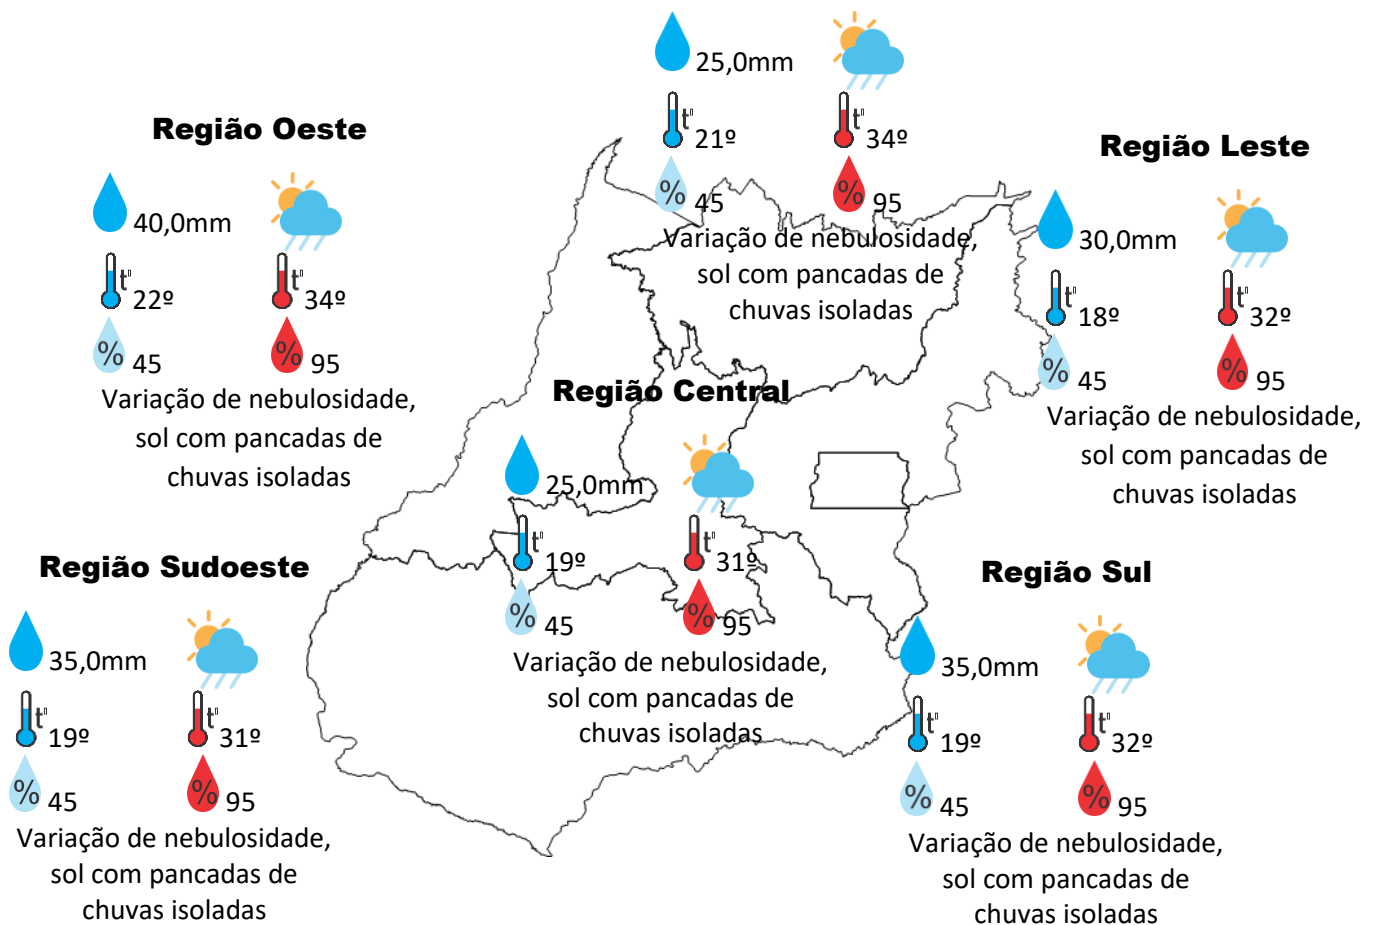 25,0mm
t°
21º
34º
%
45
%
95
Variação de nebulosidade,
sol com pancadas de
chuvas isoladas
Região Oeste
40,0mm
t°
22º
t°
34º
%
45
%
95
Variação de nebulosidade,
sol com pancadas de
chuvas isoladas
Região Leste
30,0mm
t°
18º
t°
32º
%
45
%
95
Variação de nebulosidade,
sol com pancadas de
chuvas isoladas
Região Central
25,0mm
t°
19º
t°
31º
%
45
%
95
Variação de nebulosidade,
sol com pancadas de
chuvas isoladas
Região Sudoeste
35,0mm
t°
19º
t°
31º
%
45
%
95
Variação de nebulosidade,
sol com pancadas de
chuvas isoladas
Região Sul
35,0mm
t°
19º
t°
32º
%
45
%
95
Variação de nebulosidade,
sol com pancadas de
chuvas isoladas